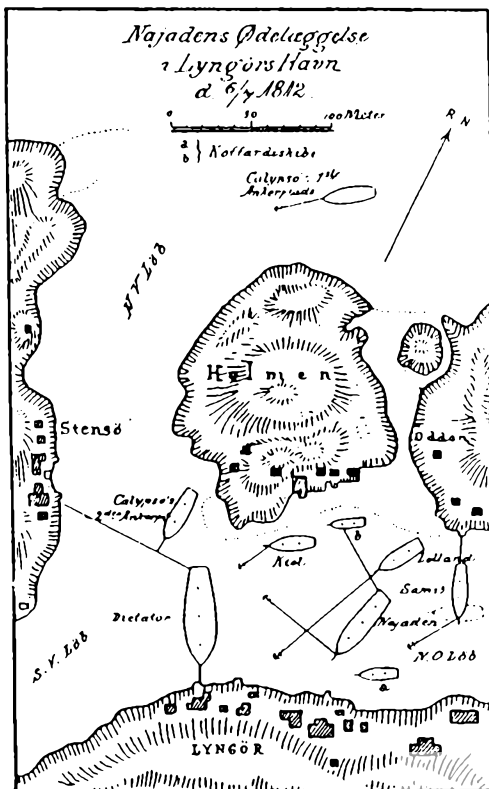 Najadens Ødelæggelse
i Lyngörs Havn
d 6/7 1812.
0 50 100 Meter
a
b } Koffardiskibe
R N
Calypso's 1ste
Ankerplads
N V Löb
Holmen
Stensö
Odden
Calypso's
2den Ankerpl
b
Kiel
Lolland
Samsö
Dictator
Najaden
S. V. Löb
N. O Löb
a
LYNGÖR